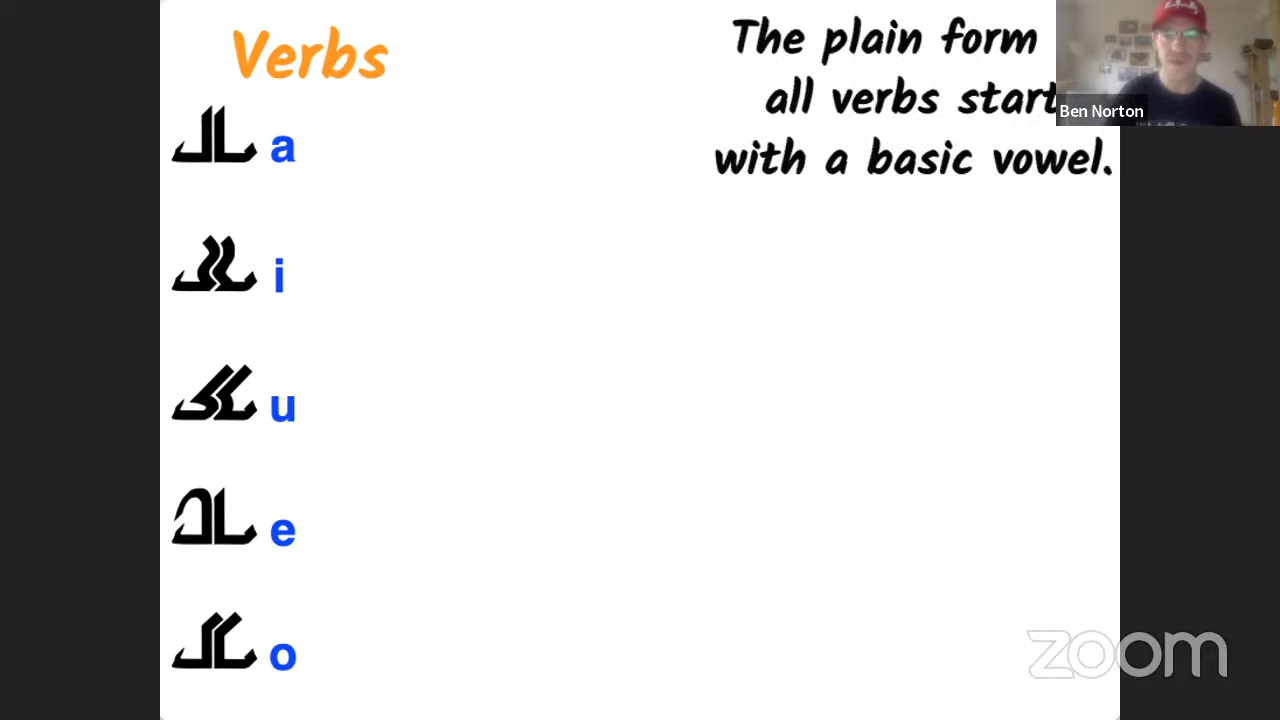 Verbs
The plain form
all verbs start
with a basic vowel.
a
i
u
e
o
Ben Norton
zoom